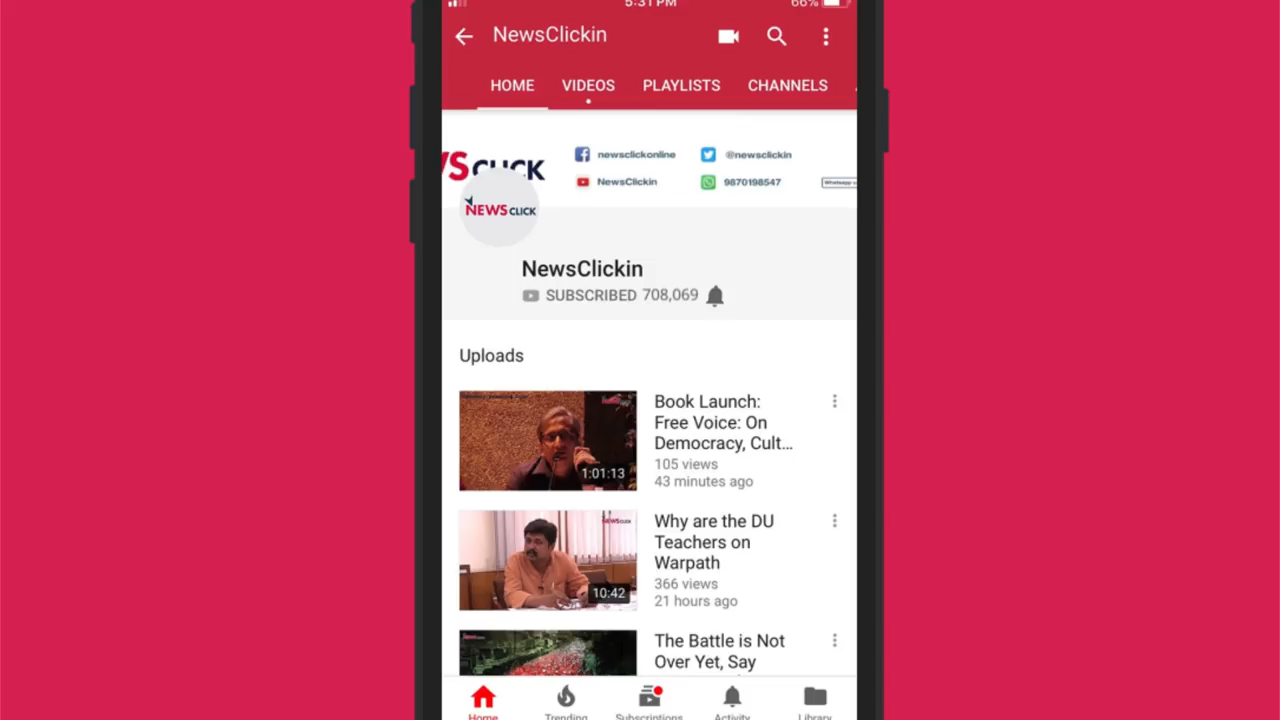 5:31 PM
66%
NewsClickin
HOME VIDEOS PLAYLISTS CHANNELS
WS CLICK
newsclickonline
@newsclickin
NewsClickin
9870198547
NEWS CLICK
NewsClickin
SUBSCRIBED 708,069
Uploads
Book Launch:
Free Voice: On
Democracy, Cult...
105 views
43 minutes ago
1:01:13
NEWSCLICK
Why are the DU
Teachers on
Warpath
366 views
21 hours ago
10:42
The Battle is Not
Over Yet, Say
Home Trending Subscriptions Activity Library